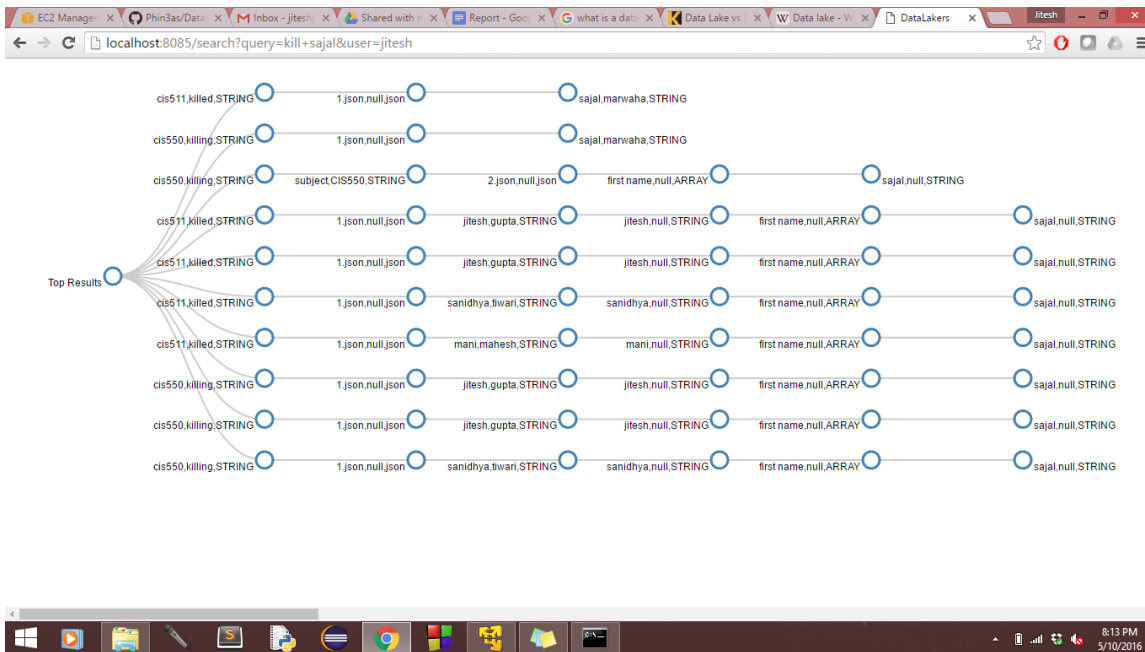 EC2 Manager
Phin3as/Data
Inbox - jitesh
Shared with m
Report - Goo
what is a data
Data Lake vs
Data lake - W
DataLakers
Jitesh
localhost:8085/search?query=kill+sajal&user=jitesh
cis511,killed,STRING 1.json,null,json sajal,marwaha,STRING
cis550,killing,STRING 1.json,null,json sajal,marwaha,STRING
cis550,killing,STRING subject,CIS550,STRING 2.json,null,json first name,null,ARRAY sajal,null,STRING
cis511,killed,STRING 1.json,null,json jitesh,gupta,STRING jitesh,null,STRING first name,null,ARRAY sajal,null,STRING
cis511,killed,STRING 1.json,null,json jitesh,gupta,STRING jitesh,null,STRING first name,null,ARRAY sajal,null,STRING
Top Results
cis511,killed,STRING 1.json,null,json sanidhya,tiwari,STRING sanidhya,null,STRING first name,null,ARRAY sajal,null,STRING
cis511,killed,STRING 1.json,null,json mani,mahesh,STRING mani,null,STRING first name,null,ARRAY sajal,null,STRING
cis550,killing,STRING 1.json,null,json jitesh,gupta,STRING jitesh,null,STRING first name,null,ARRAY sajal,null,STRING
cis550,killing,STRING 1.json,null,json jitesh,gupta,STRING jitesh,null,STRING first name,null,ARRAY sajal,null,STRING
cis550,killing,STRING 1.json,null,json sanidhya,tiwari,STRING sanidhya,null,STRING first name,null,ARRAY sajal,null,STRING
8:13 PM
5/10/2016